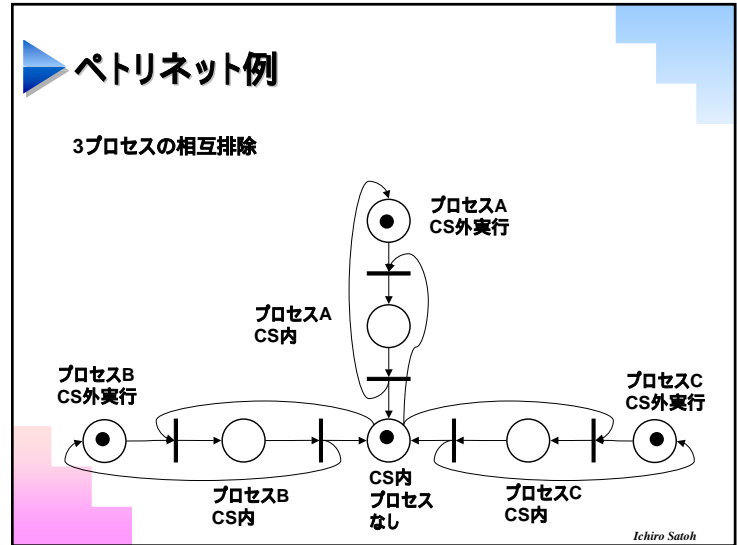 ペトリネット例
3プロセスの相互排除
プロセスA
CS外実行
プロセスA
CS内
プロセスB
CS外実行
プロセスC
CS外実行
プロセスB
CS内
CS内
プロセス
なし
プロセスC
CS内
Ichiro Satoh